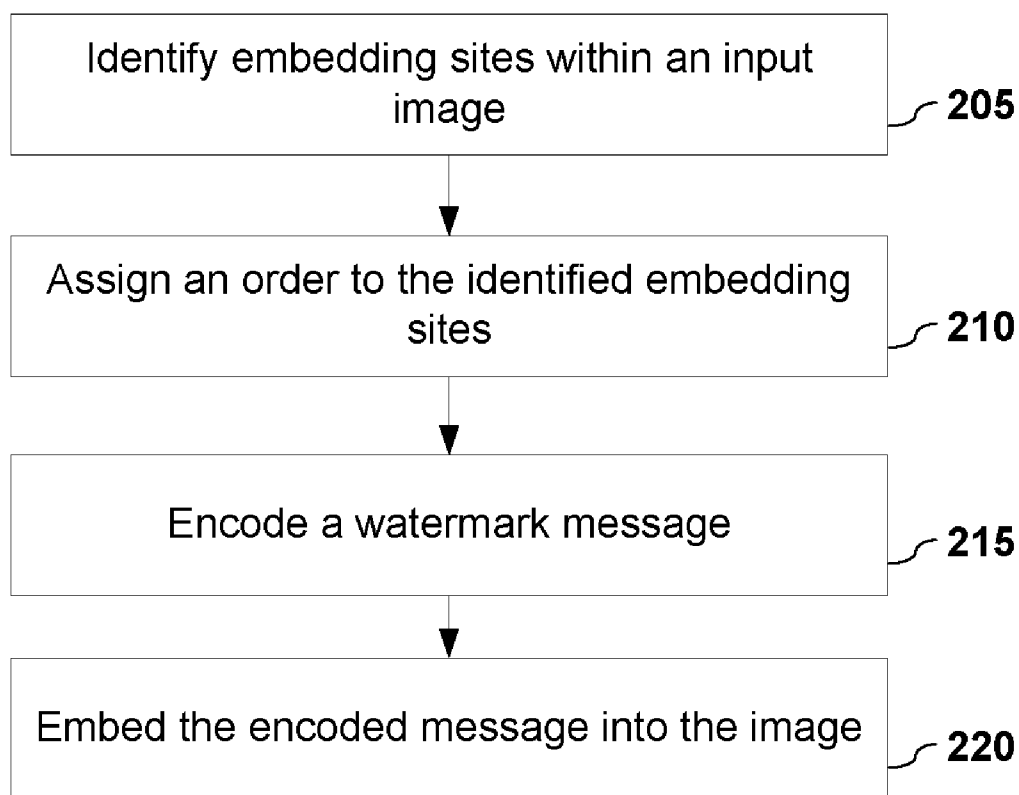 Identify embedding sites within an input
image
205
Assign an order to the identified embedding
sites
210
Encode a watermark message
215
Embed the encoded message into the image
220